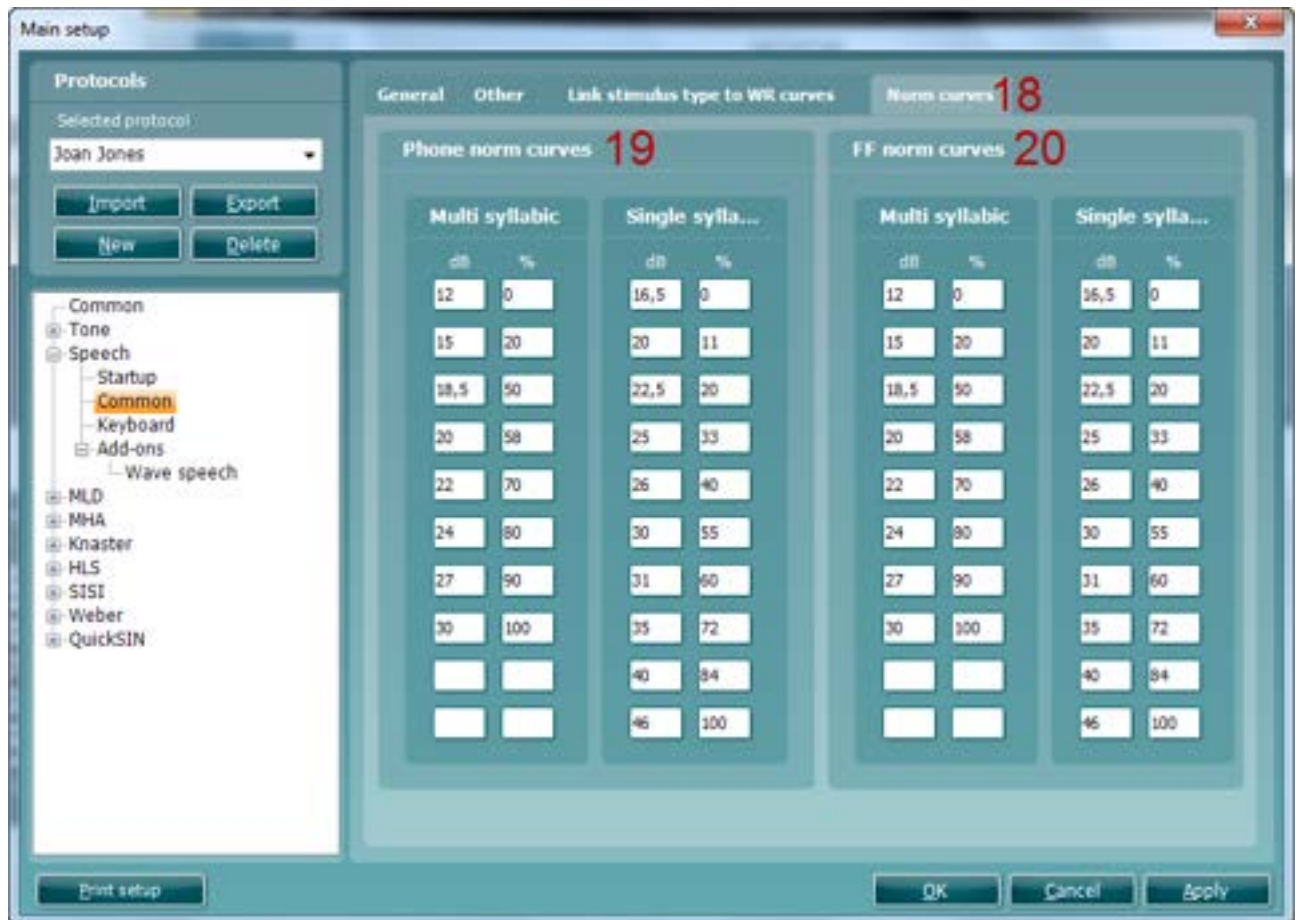 Main setup
Protocols
Selected protocol
Joan Jones
Import Export
New Delete
Common
Tone
Speech
Startup
Common
Keyboard
Add-ons
Wave speech
MLD
MHA
Knaster
HLS
SISI
Weber
QuickSIN
General Other Link stimulus type to WR curves Norm curves 18
Phone norm curves 19 FF norm curves 20
Multi syllabic Single sylla... Multi syllabic Single sylla...
dB % dB % dB % dB %
12 0 16,5 0 12 0 16,5 0
15 20 20 11 15 20 20 11
18,5 50 22,5 20 18,5 50 22,5 20
20 58 25 33 20 58 25 33
22 70 26 40 22 70 26 40
24 80 30 55 24 80 30 55
27 90 31 60 27 90 31 60
30 100 35 72 30 100 35 72
40 84 40 84
46 100 46 100
Print setup OK Cancel Apply